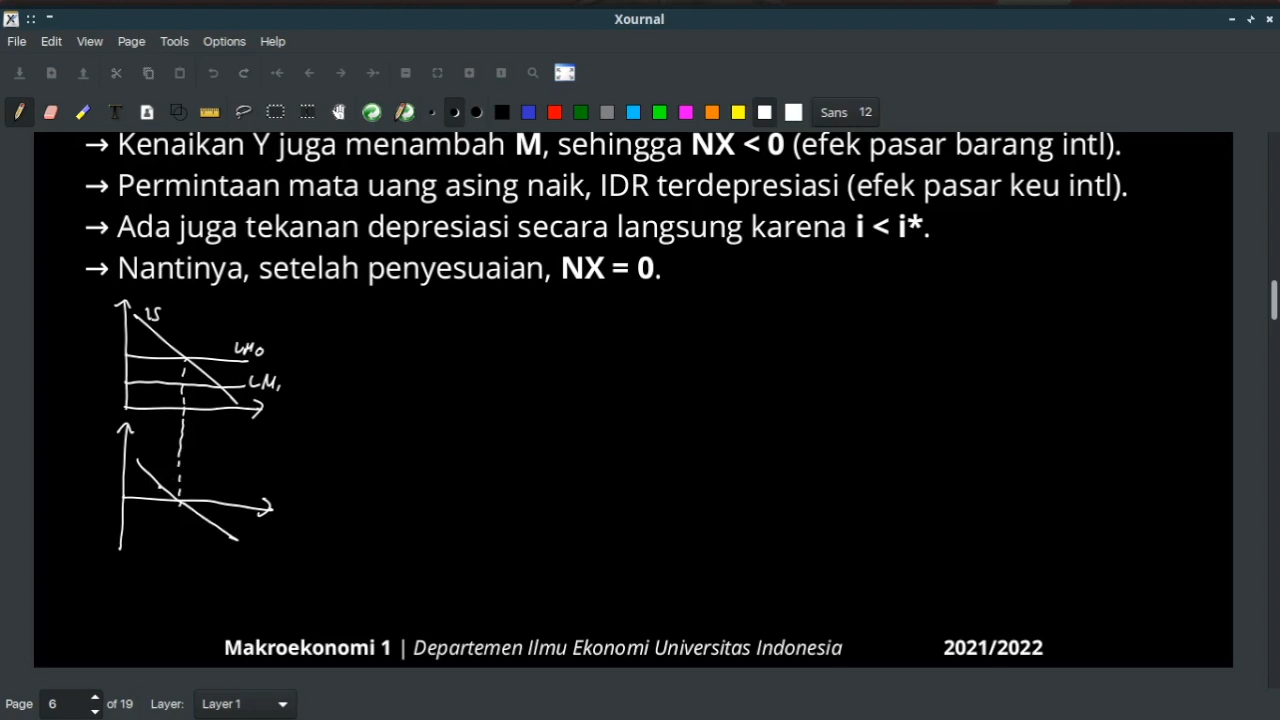 Xournal
File Edit View Page Tools Options Help
Sans 12
→ Kenaikan Y juga menambah M, sehingga NX < 0 (efek pasar barang intl).
→ Permintaan mata uang asing naik, IDR terdepresiasi (efek pasar keu intl).
→ Ada juga tekanan depresiasi secara langsung karena i < i*.
→ Nantinya, setelah penyesuaian, NX = 0.
IS
LM0
LM1
Makroekonomi 1 | Departemen Ilmu Ekonomi Universitas Indonesia 2021/2022
Page 6 of 19 Layer: Layer 1